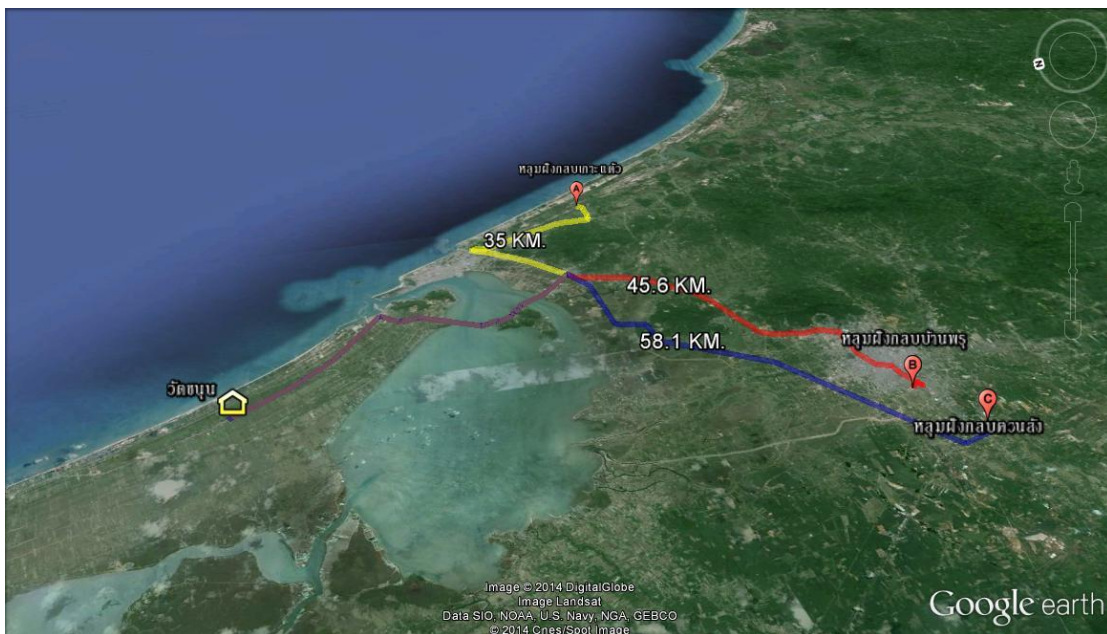 N
หลุมฝังกลบเกาะแต้ว
A
35 KM.
45.6 KM.
58.1 KM.
หลุมฝังกลบบ้านพรุ
B
วัดขนุน
C
หลุมฝังกลบควนลัง
Image © 2014 DigitalGlobe
Image Landsat
Data SIO, NOAA, U.S. Navy, NGA, GEBCO
© 2014 Cnes/Spot Image
Google earth